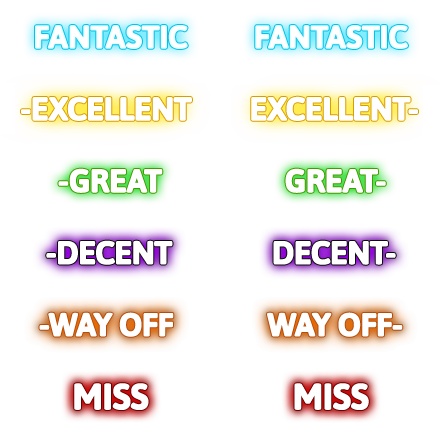 FANTASTIC FANTASTIC
-EXCELLENT EXCELLENT-
-GREAT GREAT-
-DECENT DECENT-
-WAY OFF WAY OFF-
MISS MISS